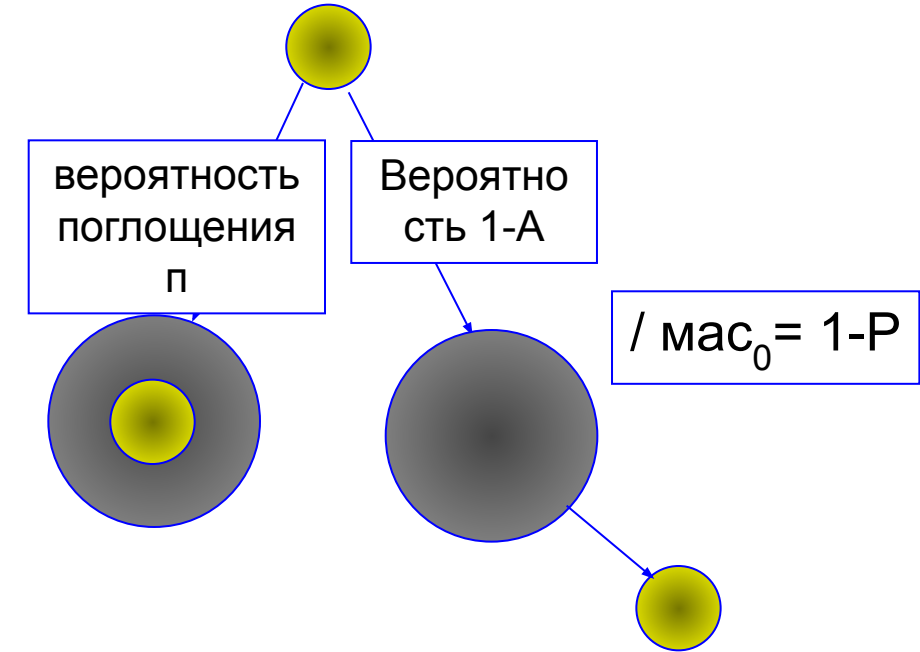 вероятность
поглощения
п
Вероятно
сть 1-А
/ мас₀= 1-Р